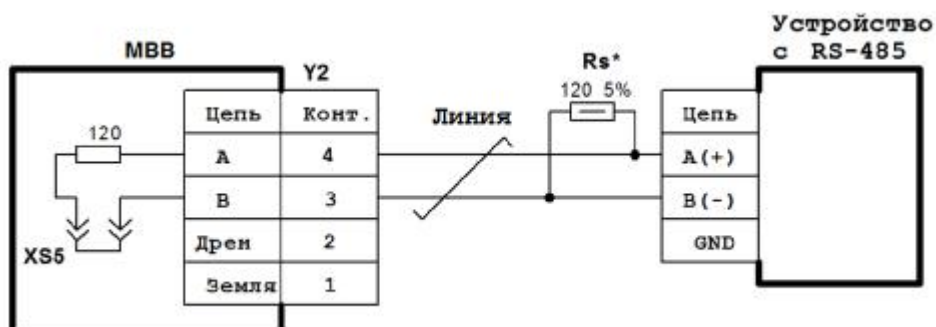 Устройство
с RS-485
МВВ
Y2
Rs*
120 5%
Цепь Конт.
Линия
Цепь
120
А 4
А(+)
В 3
В(-)
XS5
Дрен 2
GND
Земля 1